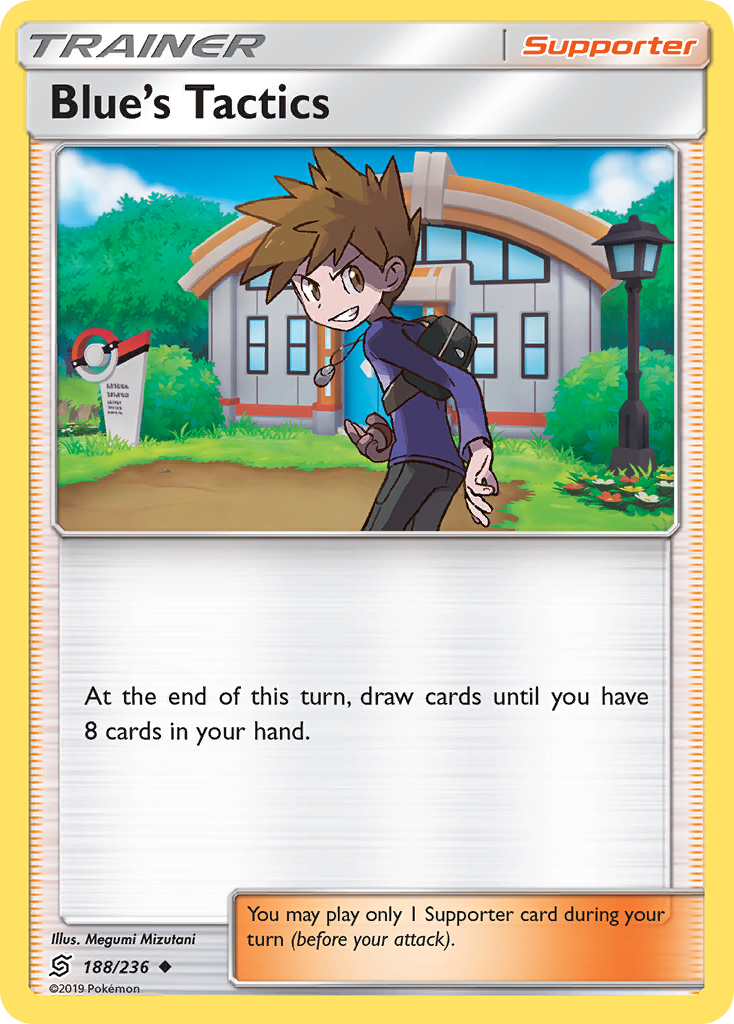 TRAINER
Supporter
Blue's Tactics
At the end of this turn, draw cards until you have
8 cards in your hand.
You may play only 1 Supporter card during your
turn (before your attack).
Illus. Megumi Mizutani
188/236
©2019 Pokémon